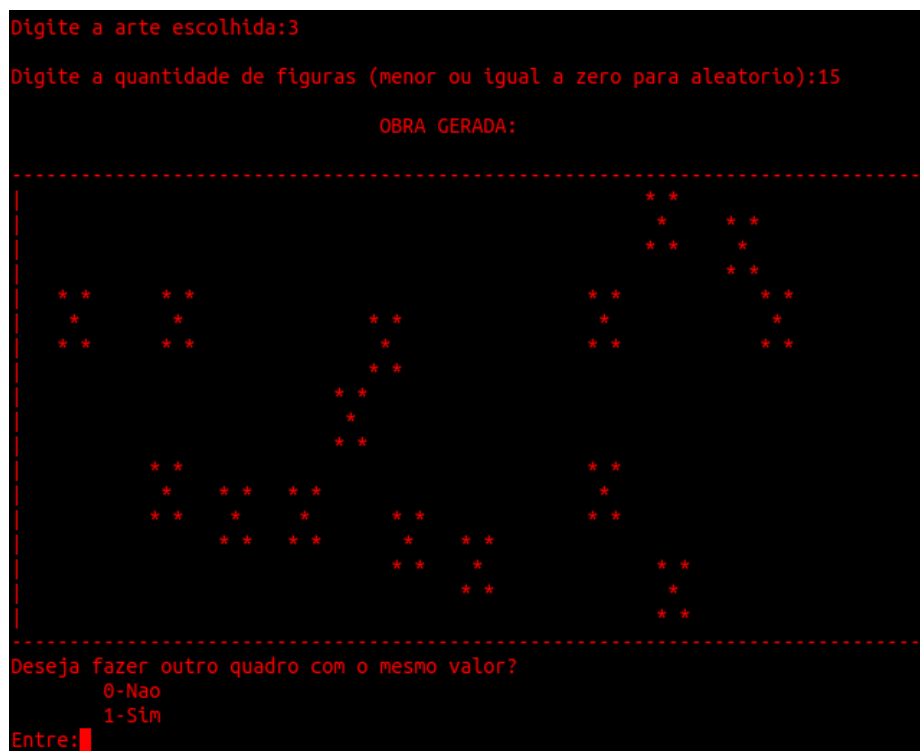 Digite a arte escolhida:3
Digite a quantidade de figuras (menor ou igual a zero para aleatorio):15
OBRA GERADA:
Deseja fazer outro quadro com o mesmo valor?
0-Nao
1-Sim
Entre: